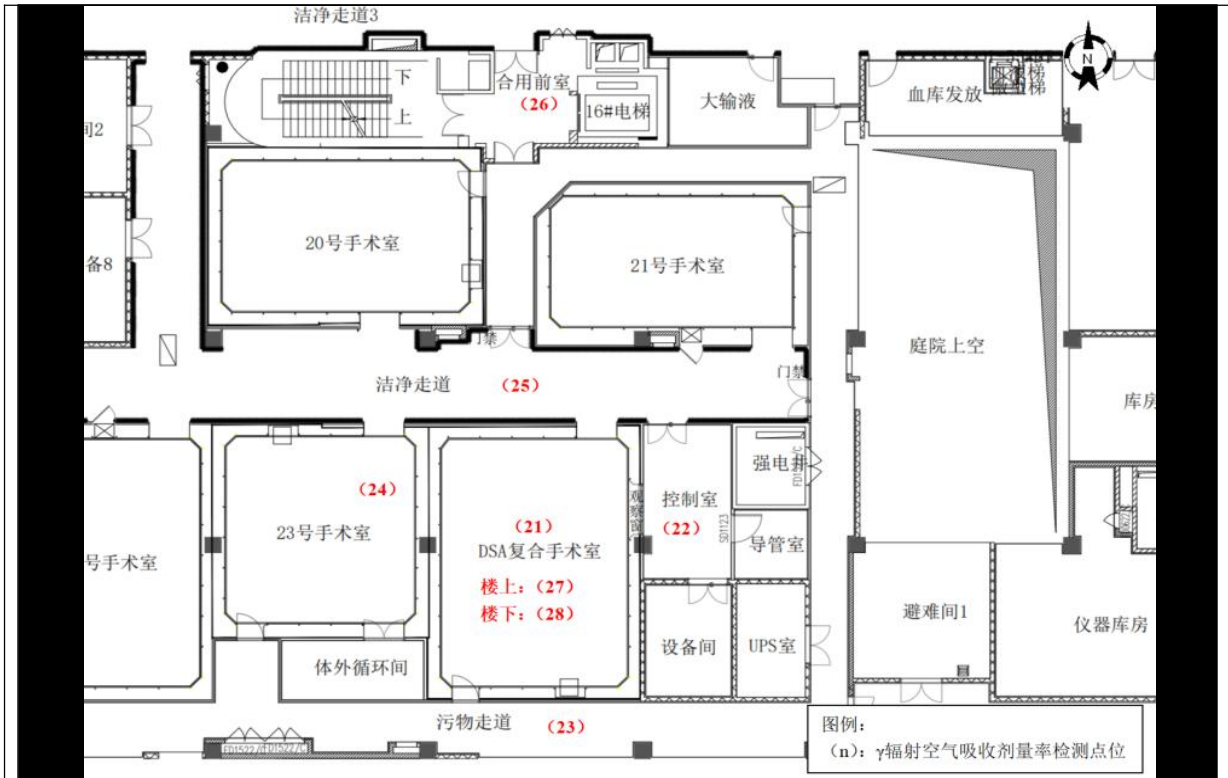 洁净走道3
N
下
上
合用前室
（26）
16#电梯
大输液
血库发放
间2
备8
20号手术室
21号手术室
庭院上空
门禁
门禁
洁净走道
（25）
库房
（24）
23号手术室
号手术室
（21）
DSA复合手术室
楼上：（27）
楼下：（28）
观察窗
控制室
（22）
SD1123
强电井
导管室
设备间
UPS室
避难间1
仪器库房
体外循环间
污物走道
（23）
图例：
（n）：γ辐射空气吸收剂量率检测点位